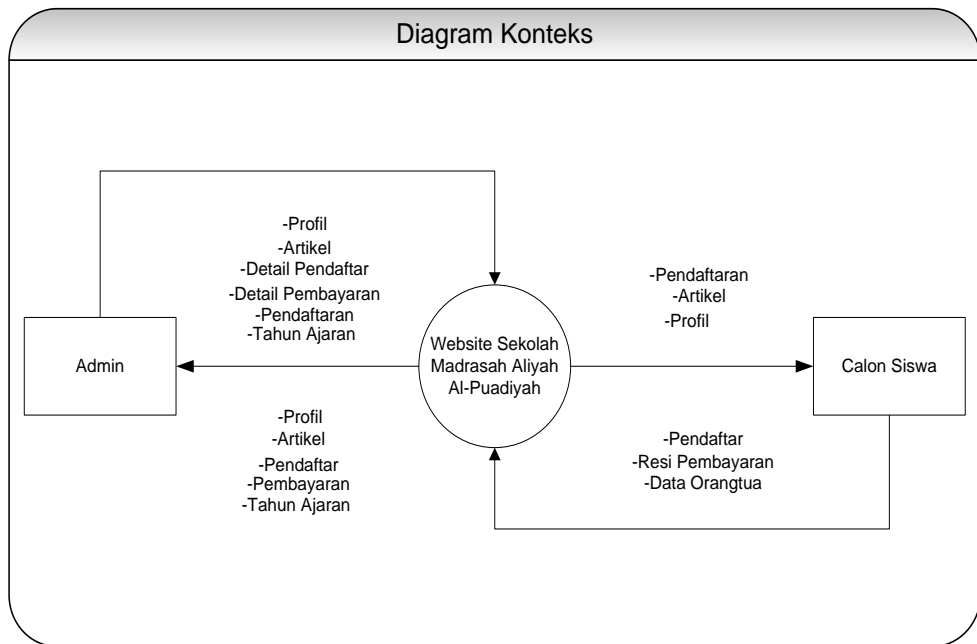 Diagram Konteks
-Profil
-Artikel
-Detail Pendaftar
-Detail Pembayaran
-Pendaftaran
-Tahun Ajaran
-Pendaftaran
-Artikel
-Profil
Admin
Website Sekolah
Madrasah Aliyah
Al-Puadiyah
Calon Siswa
-Profil
-Artikel
-Pendaftar
-Pembayaran
-Tahun Ajaran
-Pendaftar
-Resi Pembayaran
-Data Orangtua